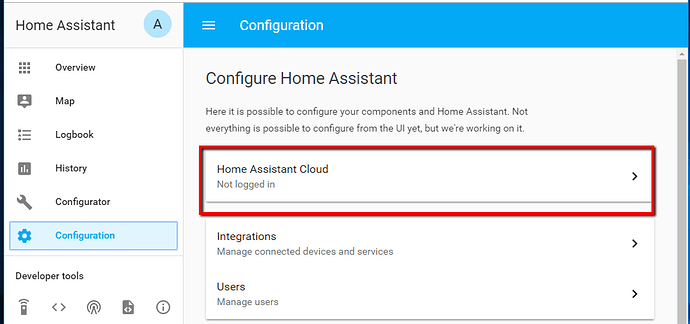 Home Assistant
A
Configuration
Overview
Map
Logbook
History
Configurator
Configuration
Developer tools
Configure Home Assistant
Here it is possible to configure your components and Home Assistant. Not
everything is possible to configure from the UI yet, but we're working on it.
Home Assistant Cloud
Not logged in
Integrations
Manage connected devices and services
Users
Manage users